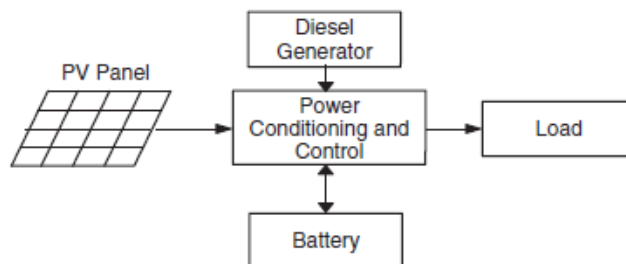 Diesel
Generator
PV Panel
Power
Conditioning and
Control
Load
Battery